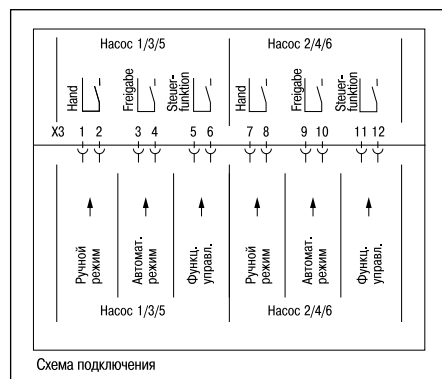 Насос 1/3/5 Насос 2/4/6
Hand Freigabe Steuer-
funktion Hand Freigabe Steuer-
funktion
X3 1 2 3 4 5 6 7 8 9 10 11 12
Ручной
режим
Автомат.
режим
Функц.
управл.
Ручной
режим
Автомат.
режим
Функц.
управл.
Насос 1/3/5 Насос 2/4/6
Схема подключения